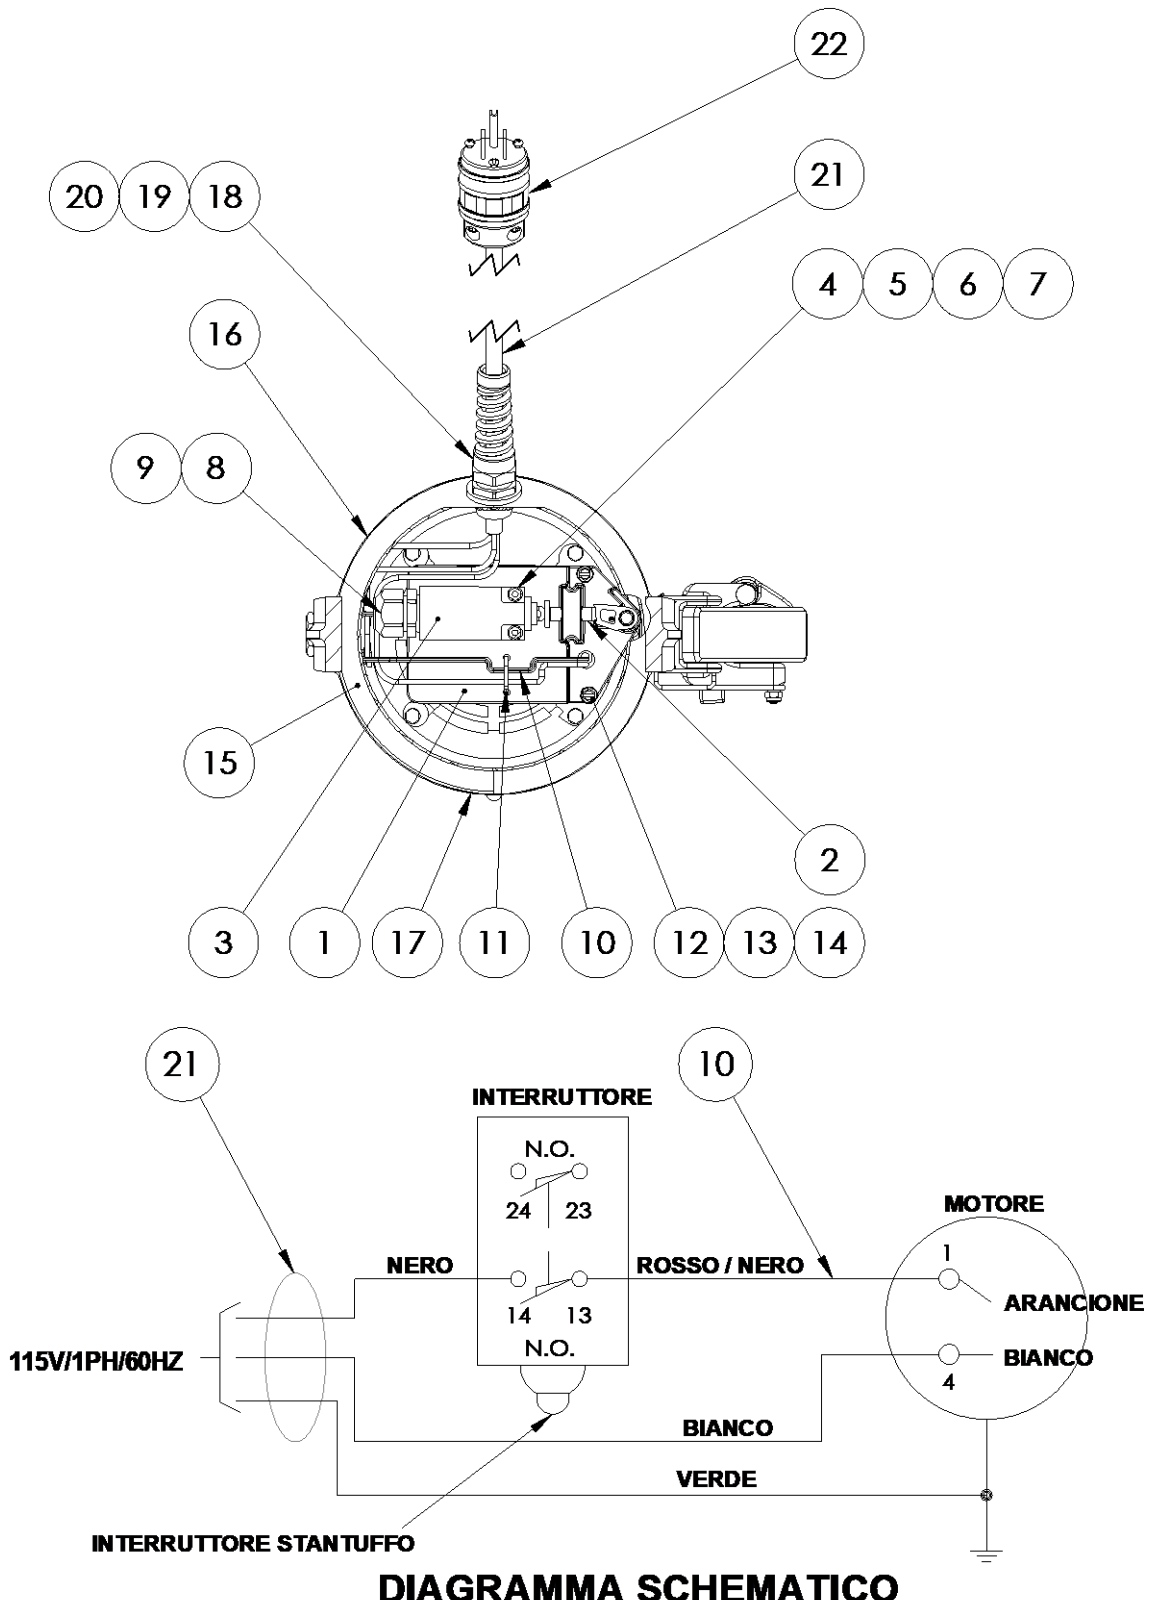 22
21
20 19 18
4 5 6 7
16
9 8
15
2
3 1 17 11 10 12 13 14
21
10
INTERRUTTORE
N.O.
24 23
MOTORE
1
NERO
ROSSO / NERO
ARANCIONE
14 13
N.O.
115V/1PH/60HZ
BIANCO
4
BIANCO
VERDE
INTERRUTTORE STANTUFFO
DIAGRAMMA SCHEMATICO